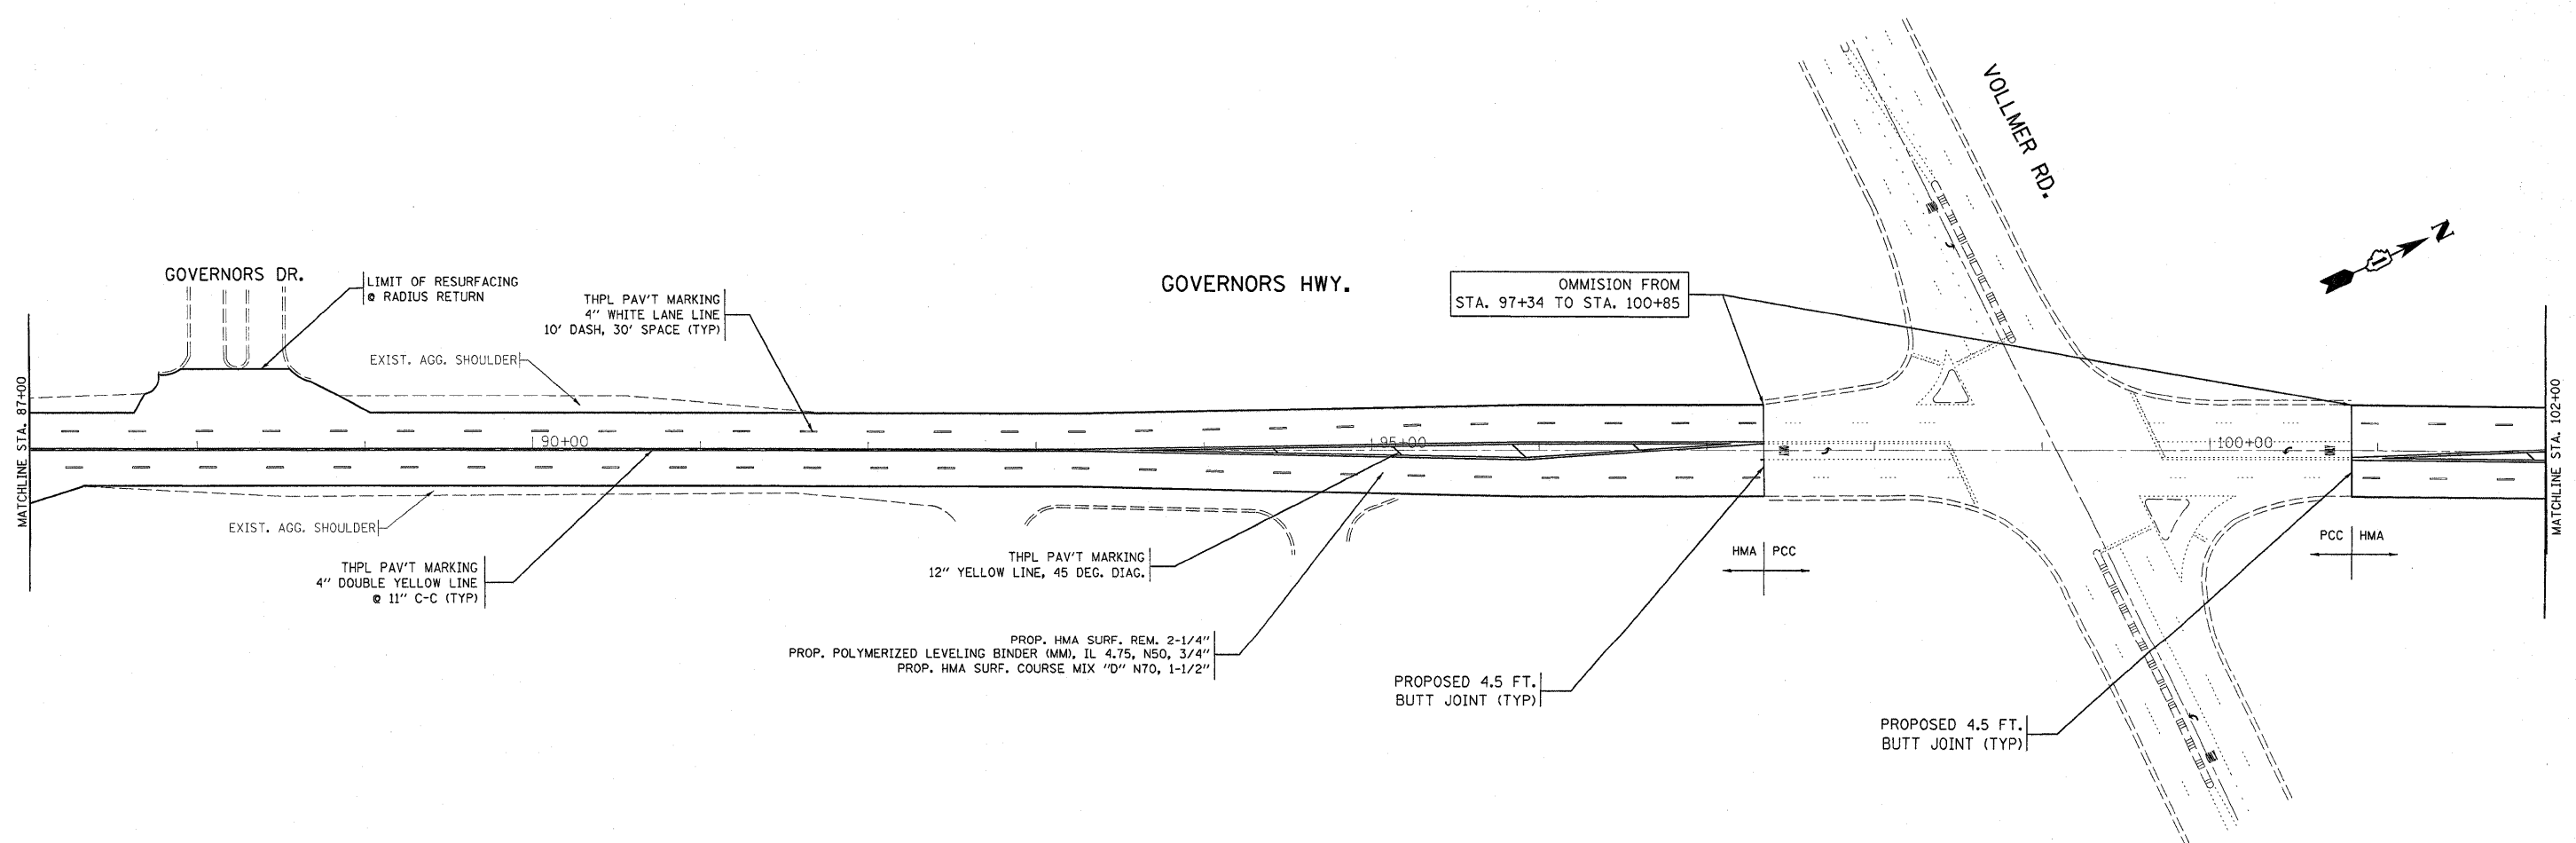 VOLLMER RD.
N
GOVERNORS DR.
LIMIT OF RESURFACING
@ RADIUS RETURN
THPL PAV'T MARKING
4" WHITE LANE LINE
10' DASH, 30' SPACE (TYP)
GOVERNORS HWY.
OMMISION FROM
STA. 97+34 TO STA. 100+85
EXIST. AGG. SHOULDER
MATCHLINE STA. 87+00
MATCHLINE STA. 102+00
90+00
95+00
100+00
EXIST. AGG. SHOULDER
THPL PAV'T MARKING
4" DOUBLE YELLOW LINE
@ 11" C-C (TYP)
THPL PAV'T MARKING
12" YELLOW LINE, 45 DEG. DIAG.
HMA PCC
PCC HMA
PROP. HMA SURF. REM. 2-1/4"
PROP. POLYMERIZED LEVELING BINDER (MM), IL 4.75, N50, 3/4"
PROP. HMA SURF. COURSE MIX "D" N70, 1-1/2"
PROPOSED 4.5 FT.
BUTT JOINT (TYP)
PROPOSED 4.5 FT.
BUTT JOINT (TYP)